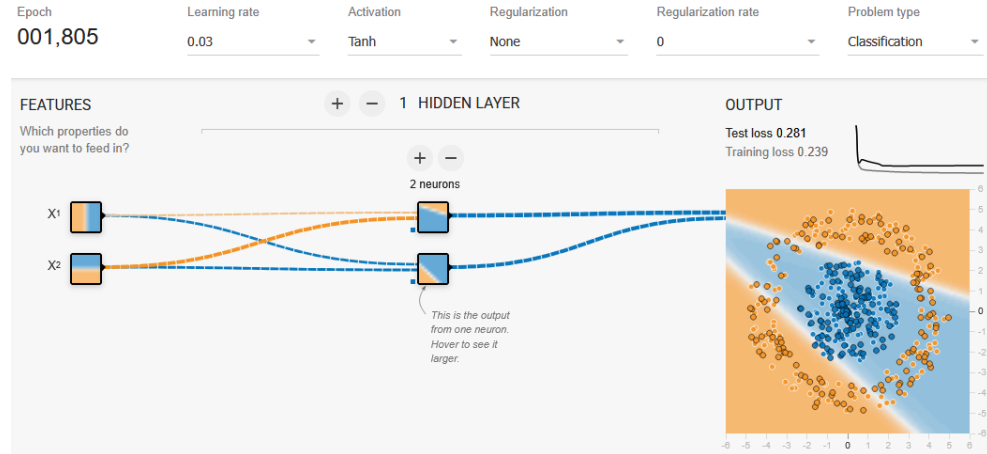 Epoch
001,805
Learning rate
0.03
Activation
Tanh
Regularization
None
Regularization rate
0
Problem type
Classification
FEATURES
Which properties do
you want to feed in?
+ − 1 HIDDEN LAYER
+ −
2 neurons
X1
X2
This is the output
from one neuron.
Hover to see it
larger.
OUTPUT
Test loss 0.281
Training loss 0.239
6
5
4
3
2
1
0
-1
-2
-3
-4
-5
-6
-6 -5 -4 -3 -2 -1 0 1 2 3 4 5 6